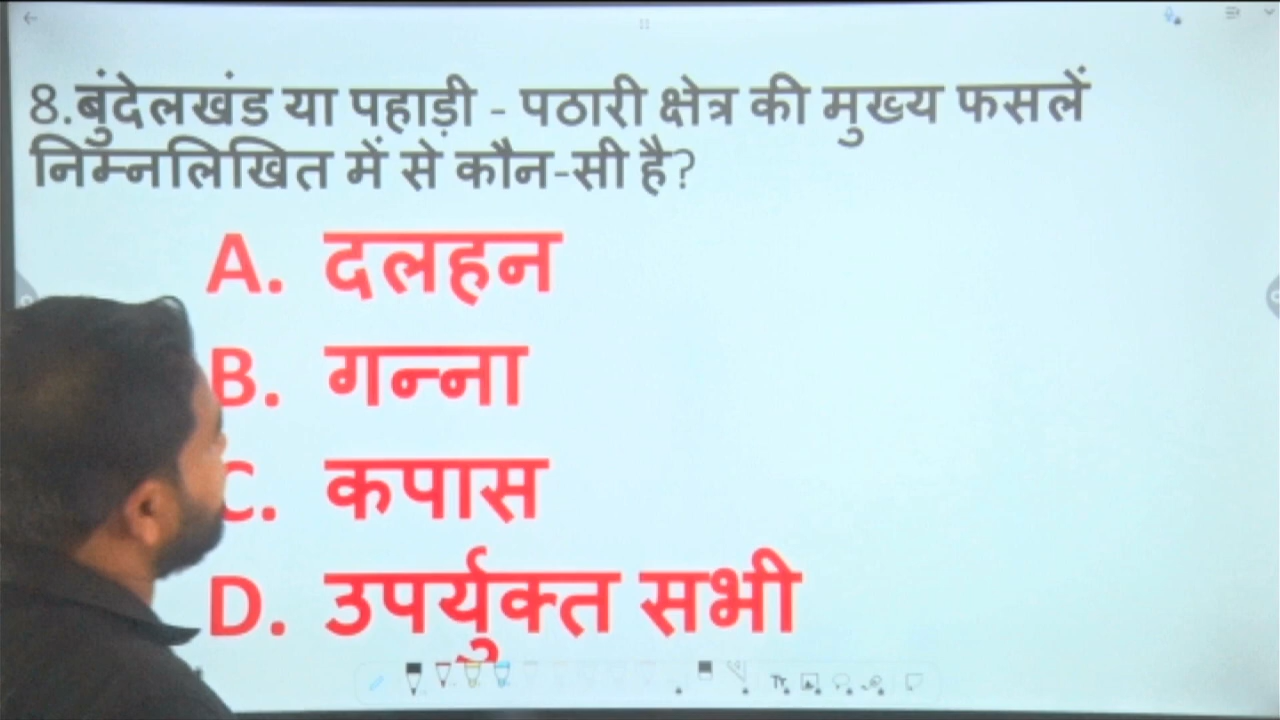 8.बुंदेलखंड या पहाड़ी - पठारी क्षेत्र की मुख्य फसलें
निम्नलिखित में से कौन-सी है?
A. दलहन
B. गन्ना
C. कपास
D. उपर्युक्त सभी